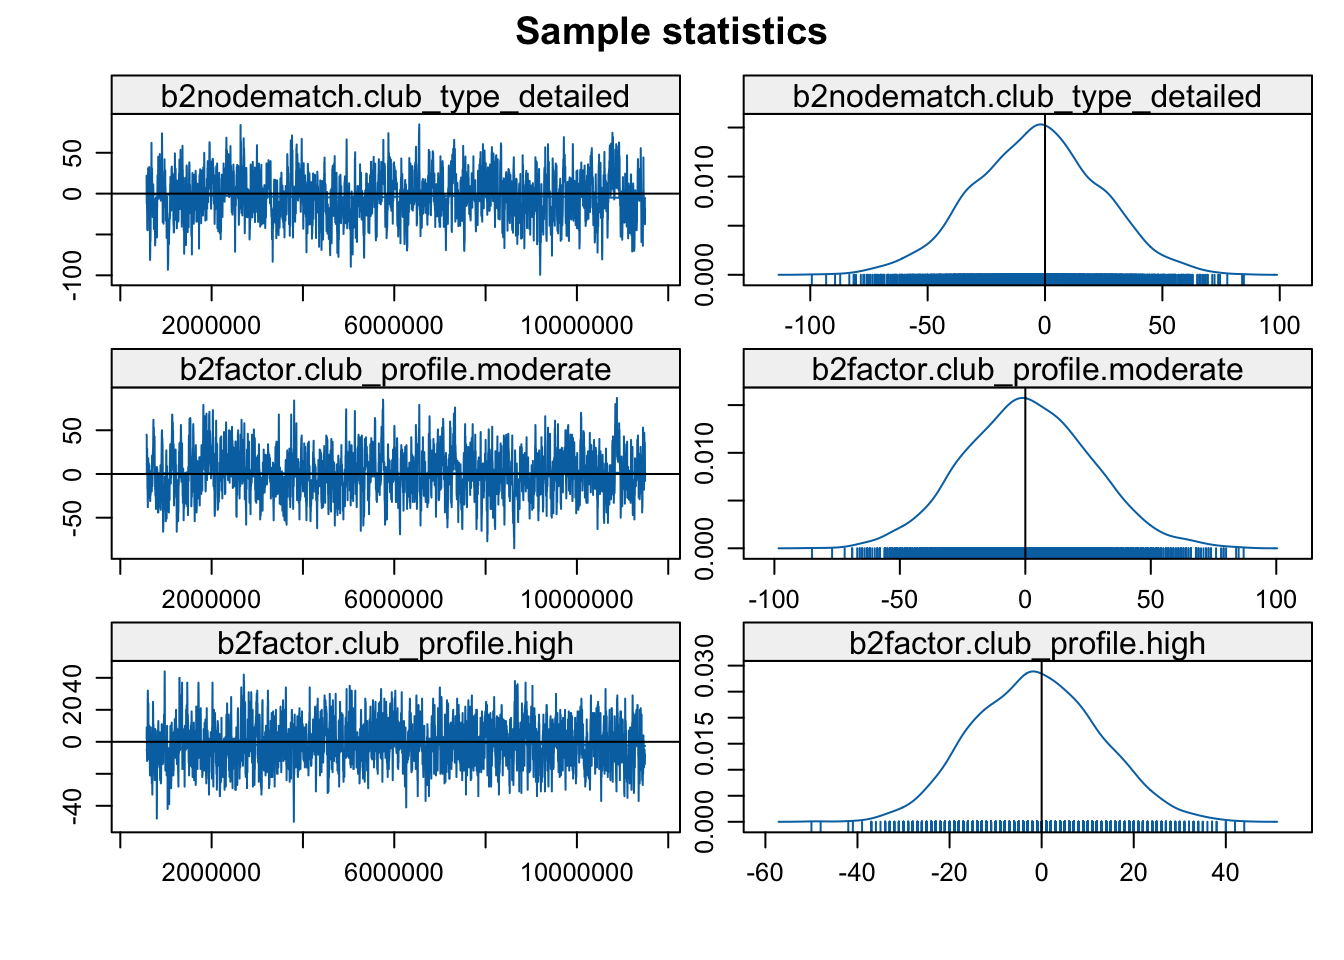 Sample statistics
b2nodematch.club_type_detailed
50
0
-100
2000000 6000000 10000000
b2nodematch.club_type_detailed
0.010
0.000
-100 -50 0 50 100
b2factor.club_profile.moderate
50
0
-50
2000000 6000000 10000000
b2factor.club_profile.moderate
0.010
0.000
-100 -50 0 50 100
b2factor.club_profile.high
40
20
0
-40
2000000 6000000 10000000
b2factor.club_profile.high
0.030
0.015
0.000
-60 -40 -20 0 20 40